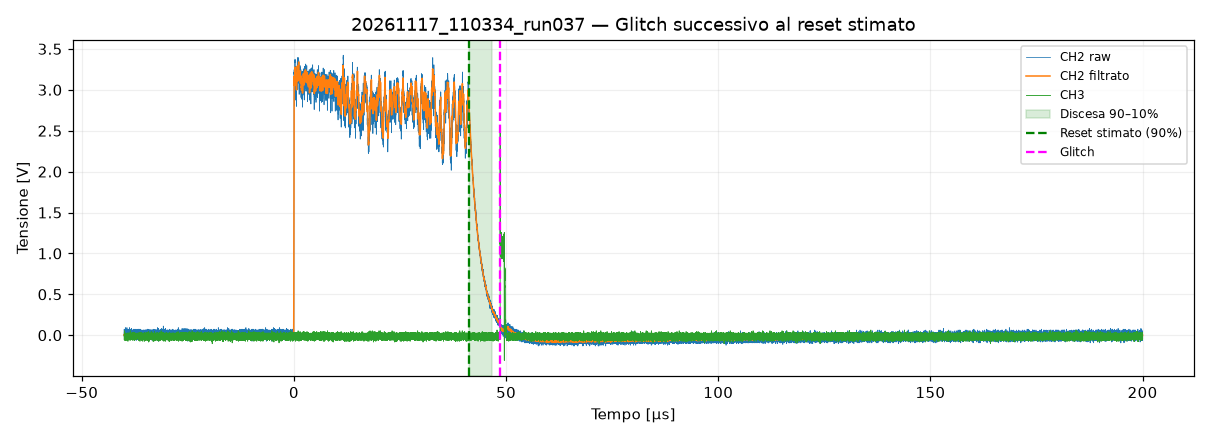 20261117_110334_run037 — Glitch successivo al reset stimato
Tensione [V]
3.5
3.0
2.5
2.0
1.5
1.0
0.5
0.0
CH2 raw
CH2 filtrato
CH3
Discesa 90–10%
Reset stimato (90%)
Glitch
−50
0
50
100
150
200
Tempo [µs]